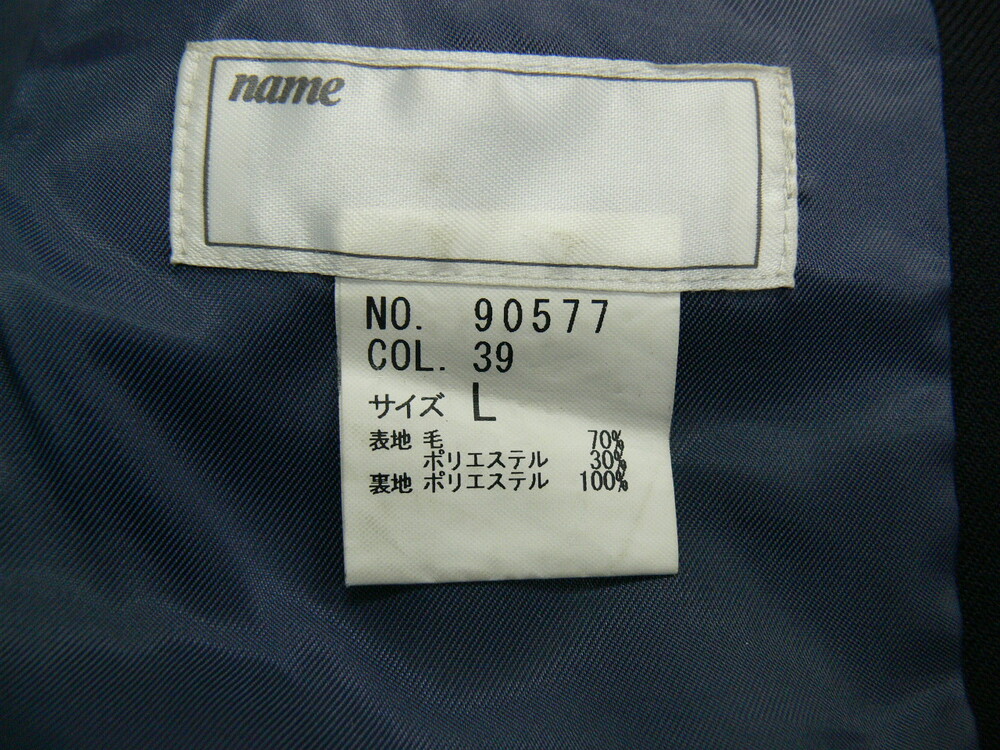 name
NO. 90577
COL. 39
サイズ L
表地 毛 70%
ポリエステル 30%
裏地 ポリエステル 100%